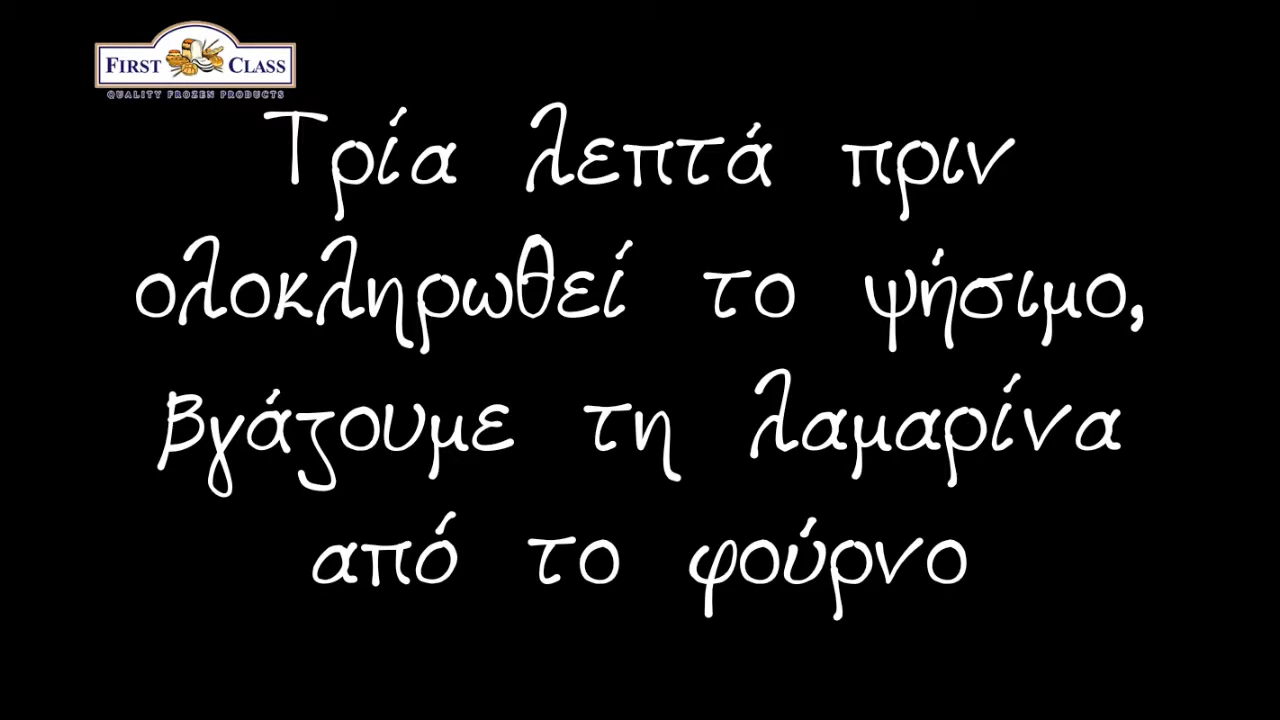 FIRST CLASS
QUALITY FROZEN PRODUCTS
Τρία λεπτά πριν
ολοκληρωθεί το ψήσιμο,
βγάζουμε τη λαμαρίνα
από το φούρνο